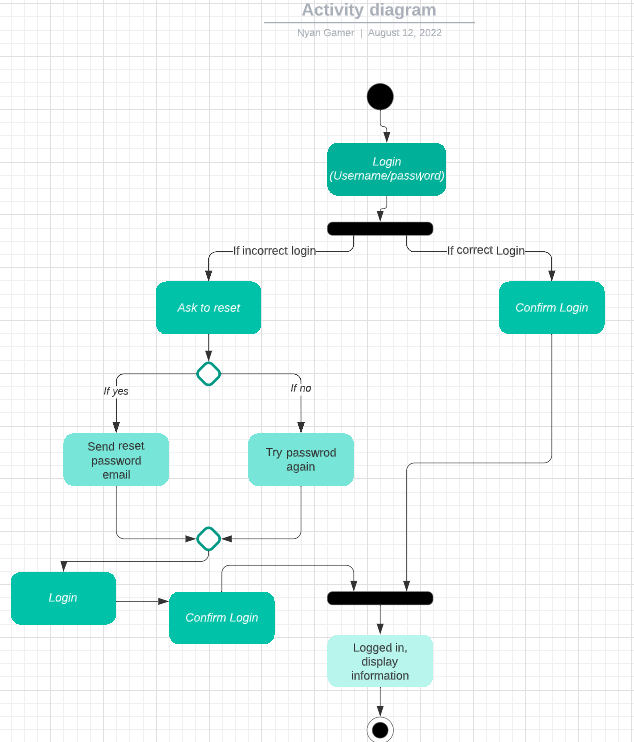 Activity diagram
Nyan Gamer | August 12, 2022
Login
(Username/password)
If incorrect login
If correct Login
Ask to reset
Confirm Login
If yes
If no
Send reset
password
email
Try passwrod
again
Login
Confirm Login
Logged in,
display
information